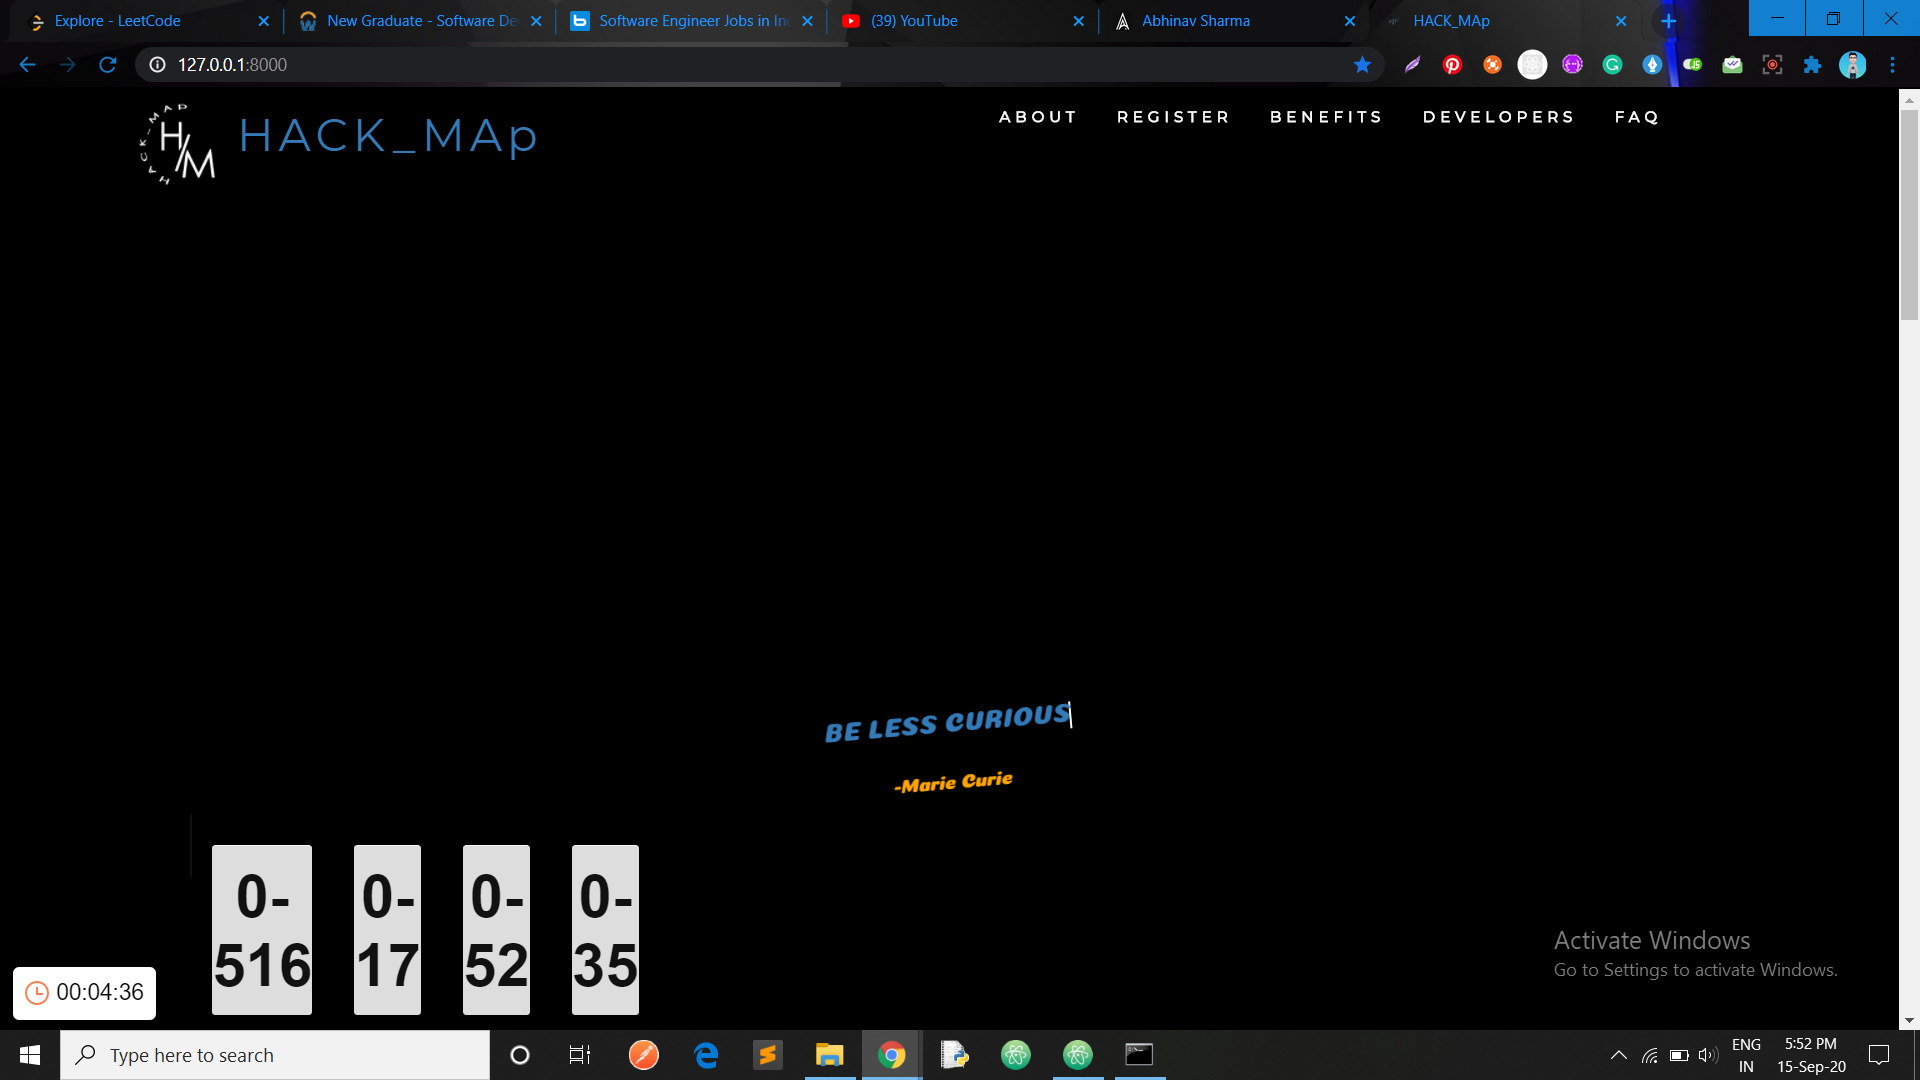 Explore - LeetCode
New Graduate - Software De
Software Engineer Jobs in In
(39) YouTube
Abhinav Sharma
HACK_MAp
127.0.0.1:8000
HACK-MAP
H/M
HACK_MAp
ABOUT
REGISTER
BENEFITS
DEVELOPERS
FAQ
BE LESS CURIOUS
-Marie Curie
0-
516
0-
17
0-
52
0-
35
00:04:36
Activate Windows
Go to Settings to activate Windows.
Type here to search
ENG
IN
5:52 PM
15-Sep-20